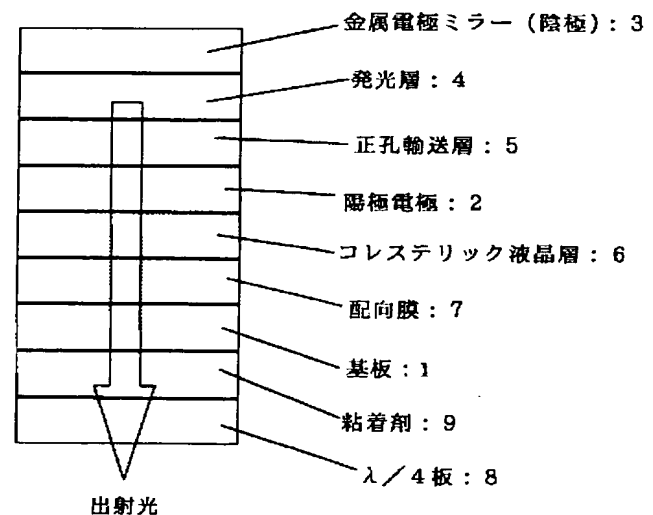 金属電極ミラー（陰極）：3
発光層：4
正孔輸送層：5
陽極電極：2
コレステリック液晶層：6
配向膜：7
基板：1
粘着剤：9
λ／4板：8
出射光